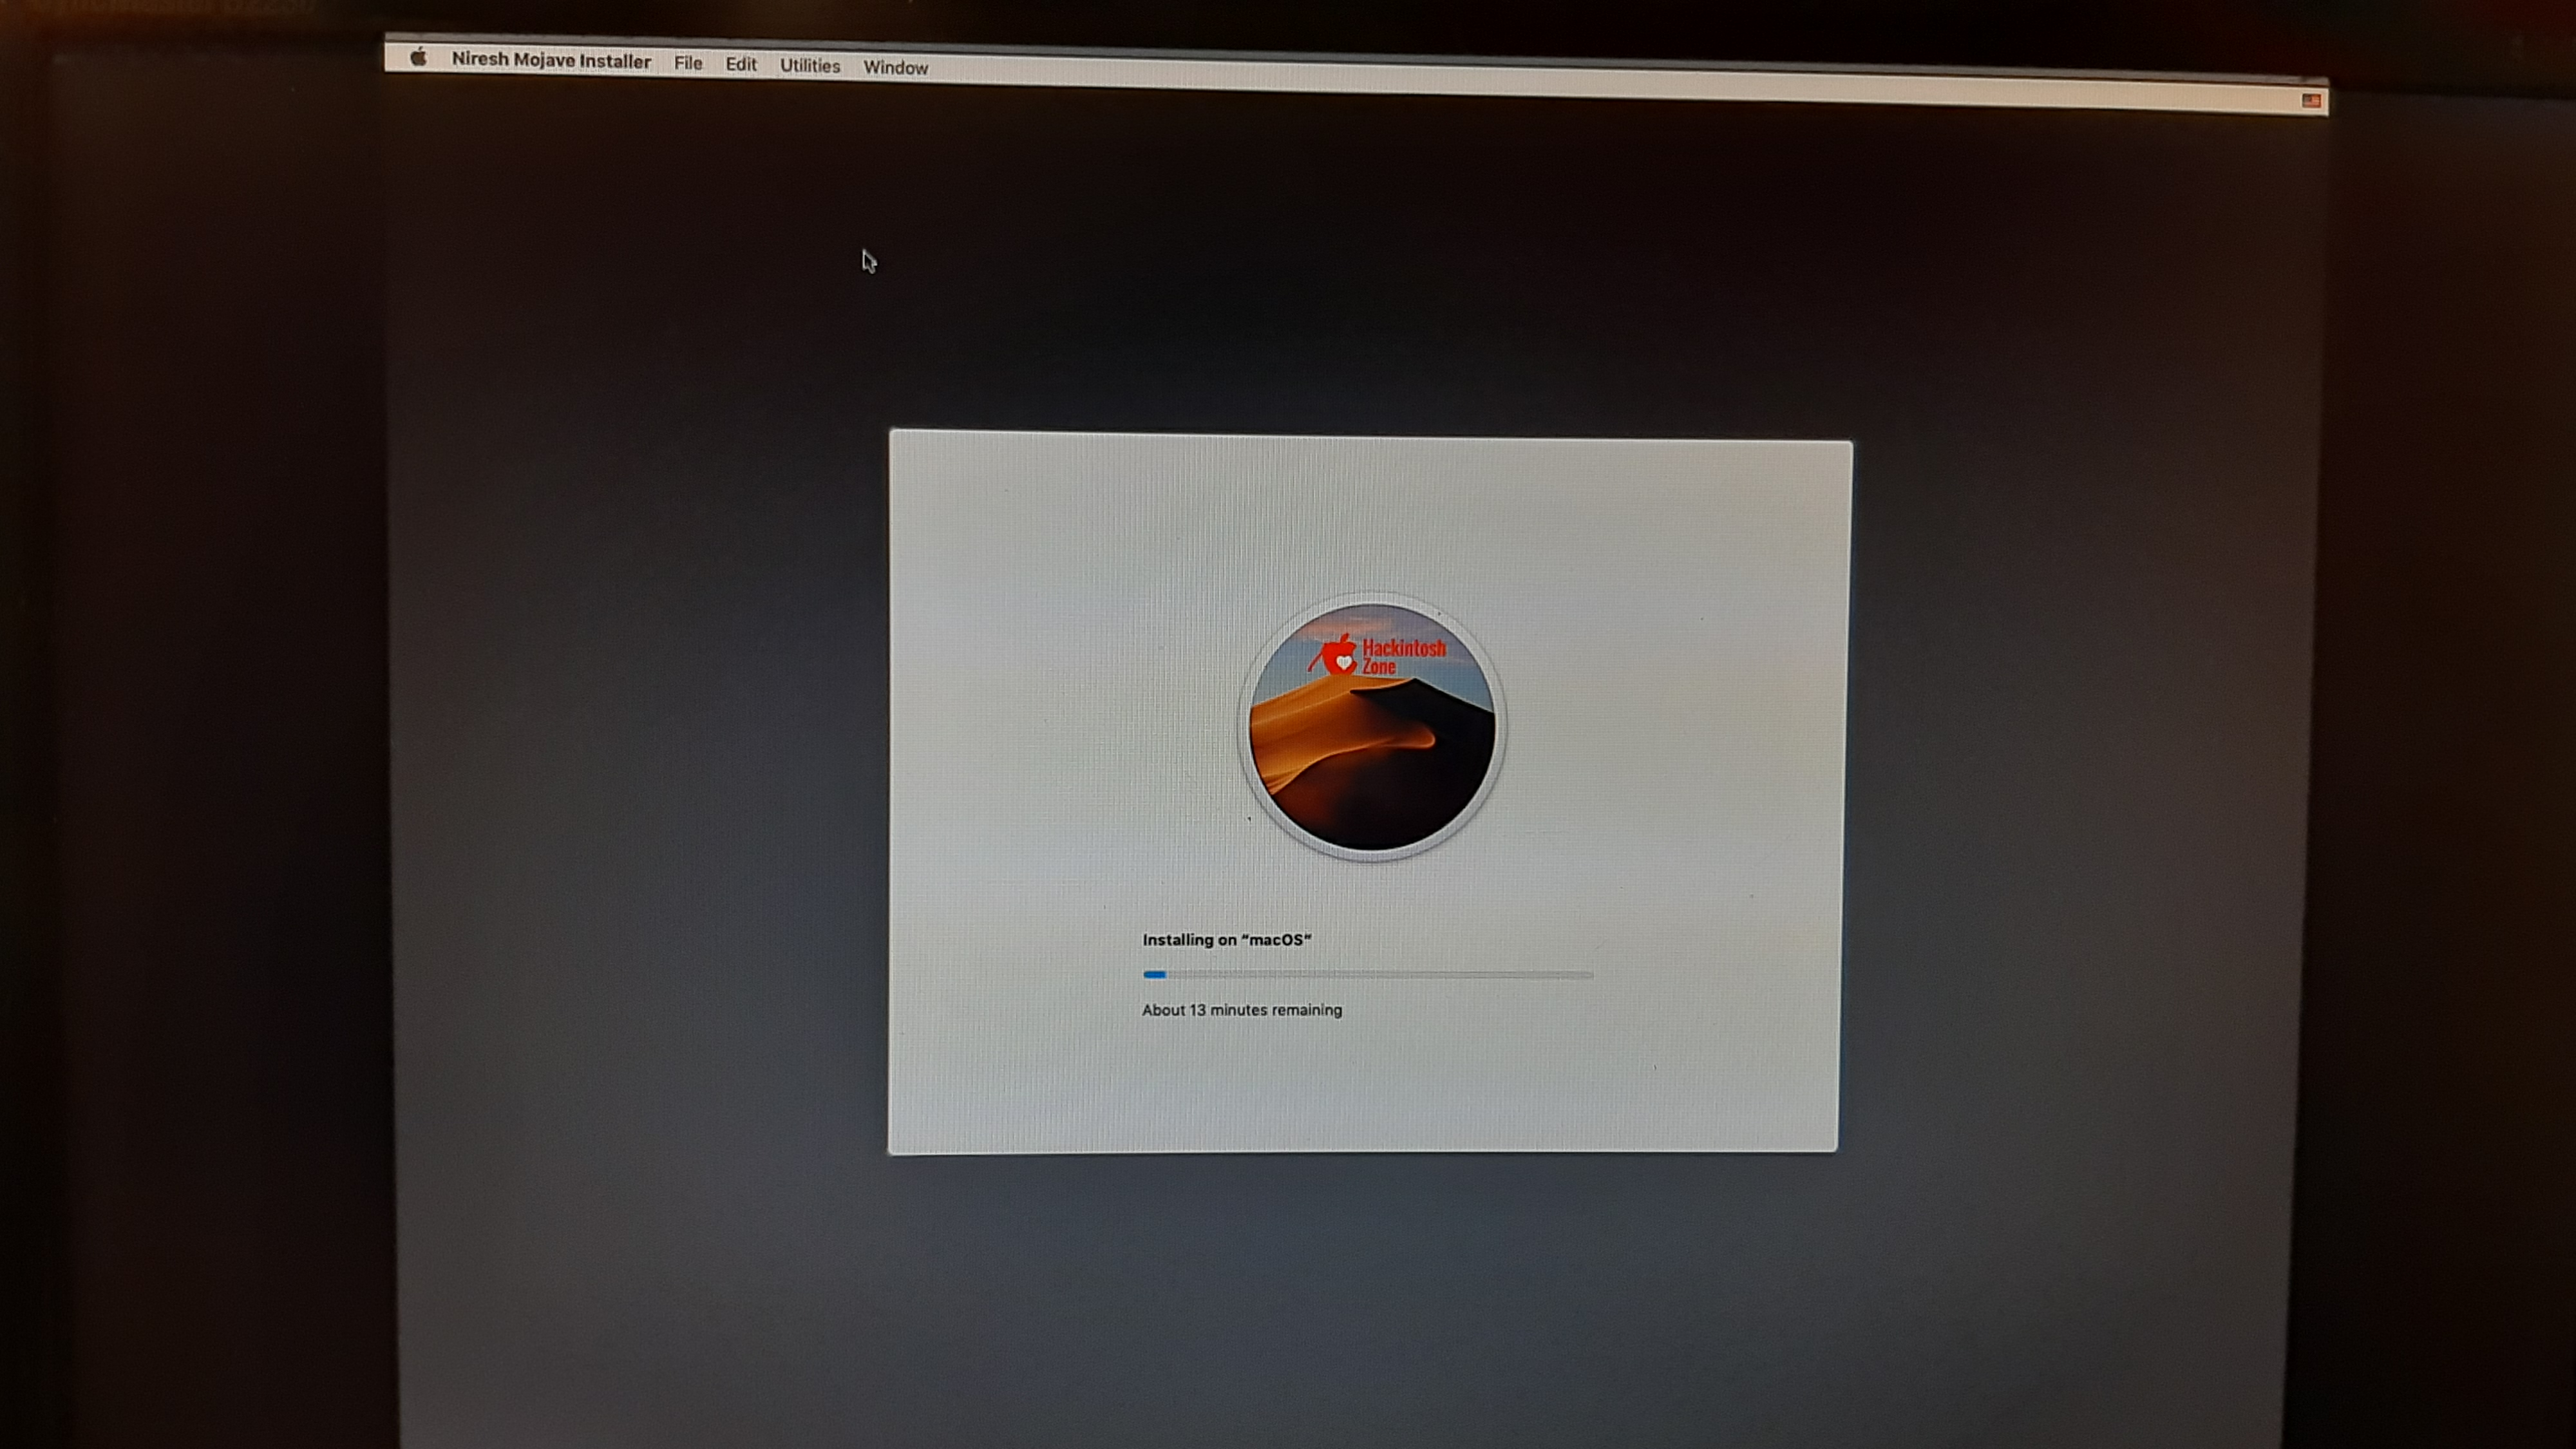 Niresh Mojave Installer File Edit Utilities Window
Hackintosh
Zone
Installing on “macOS”
About 13 minutes remaining